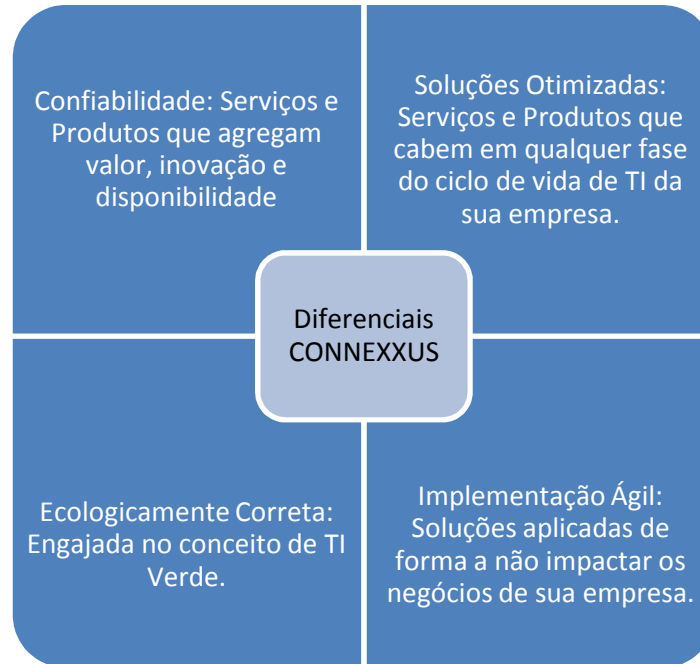 Confiabilidade: Serviços e
Produtos que agregam
valor, inovação e
disponibilidade
Soluções Otimizadas:
Serviços e Produtos que
cabem em qualquer fase
do ciclo de vida de TI da
sua empresa.
Diferenciais
CONNEXXUS
Ecologicamente Correta:
Engajada no conceito de TI
Verde.
Implementação Ágil:
Soluções aplicadas de
forma a não impactar os
negócios de sua empresa.